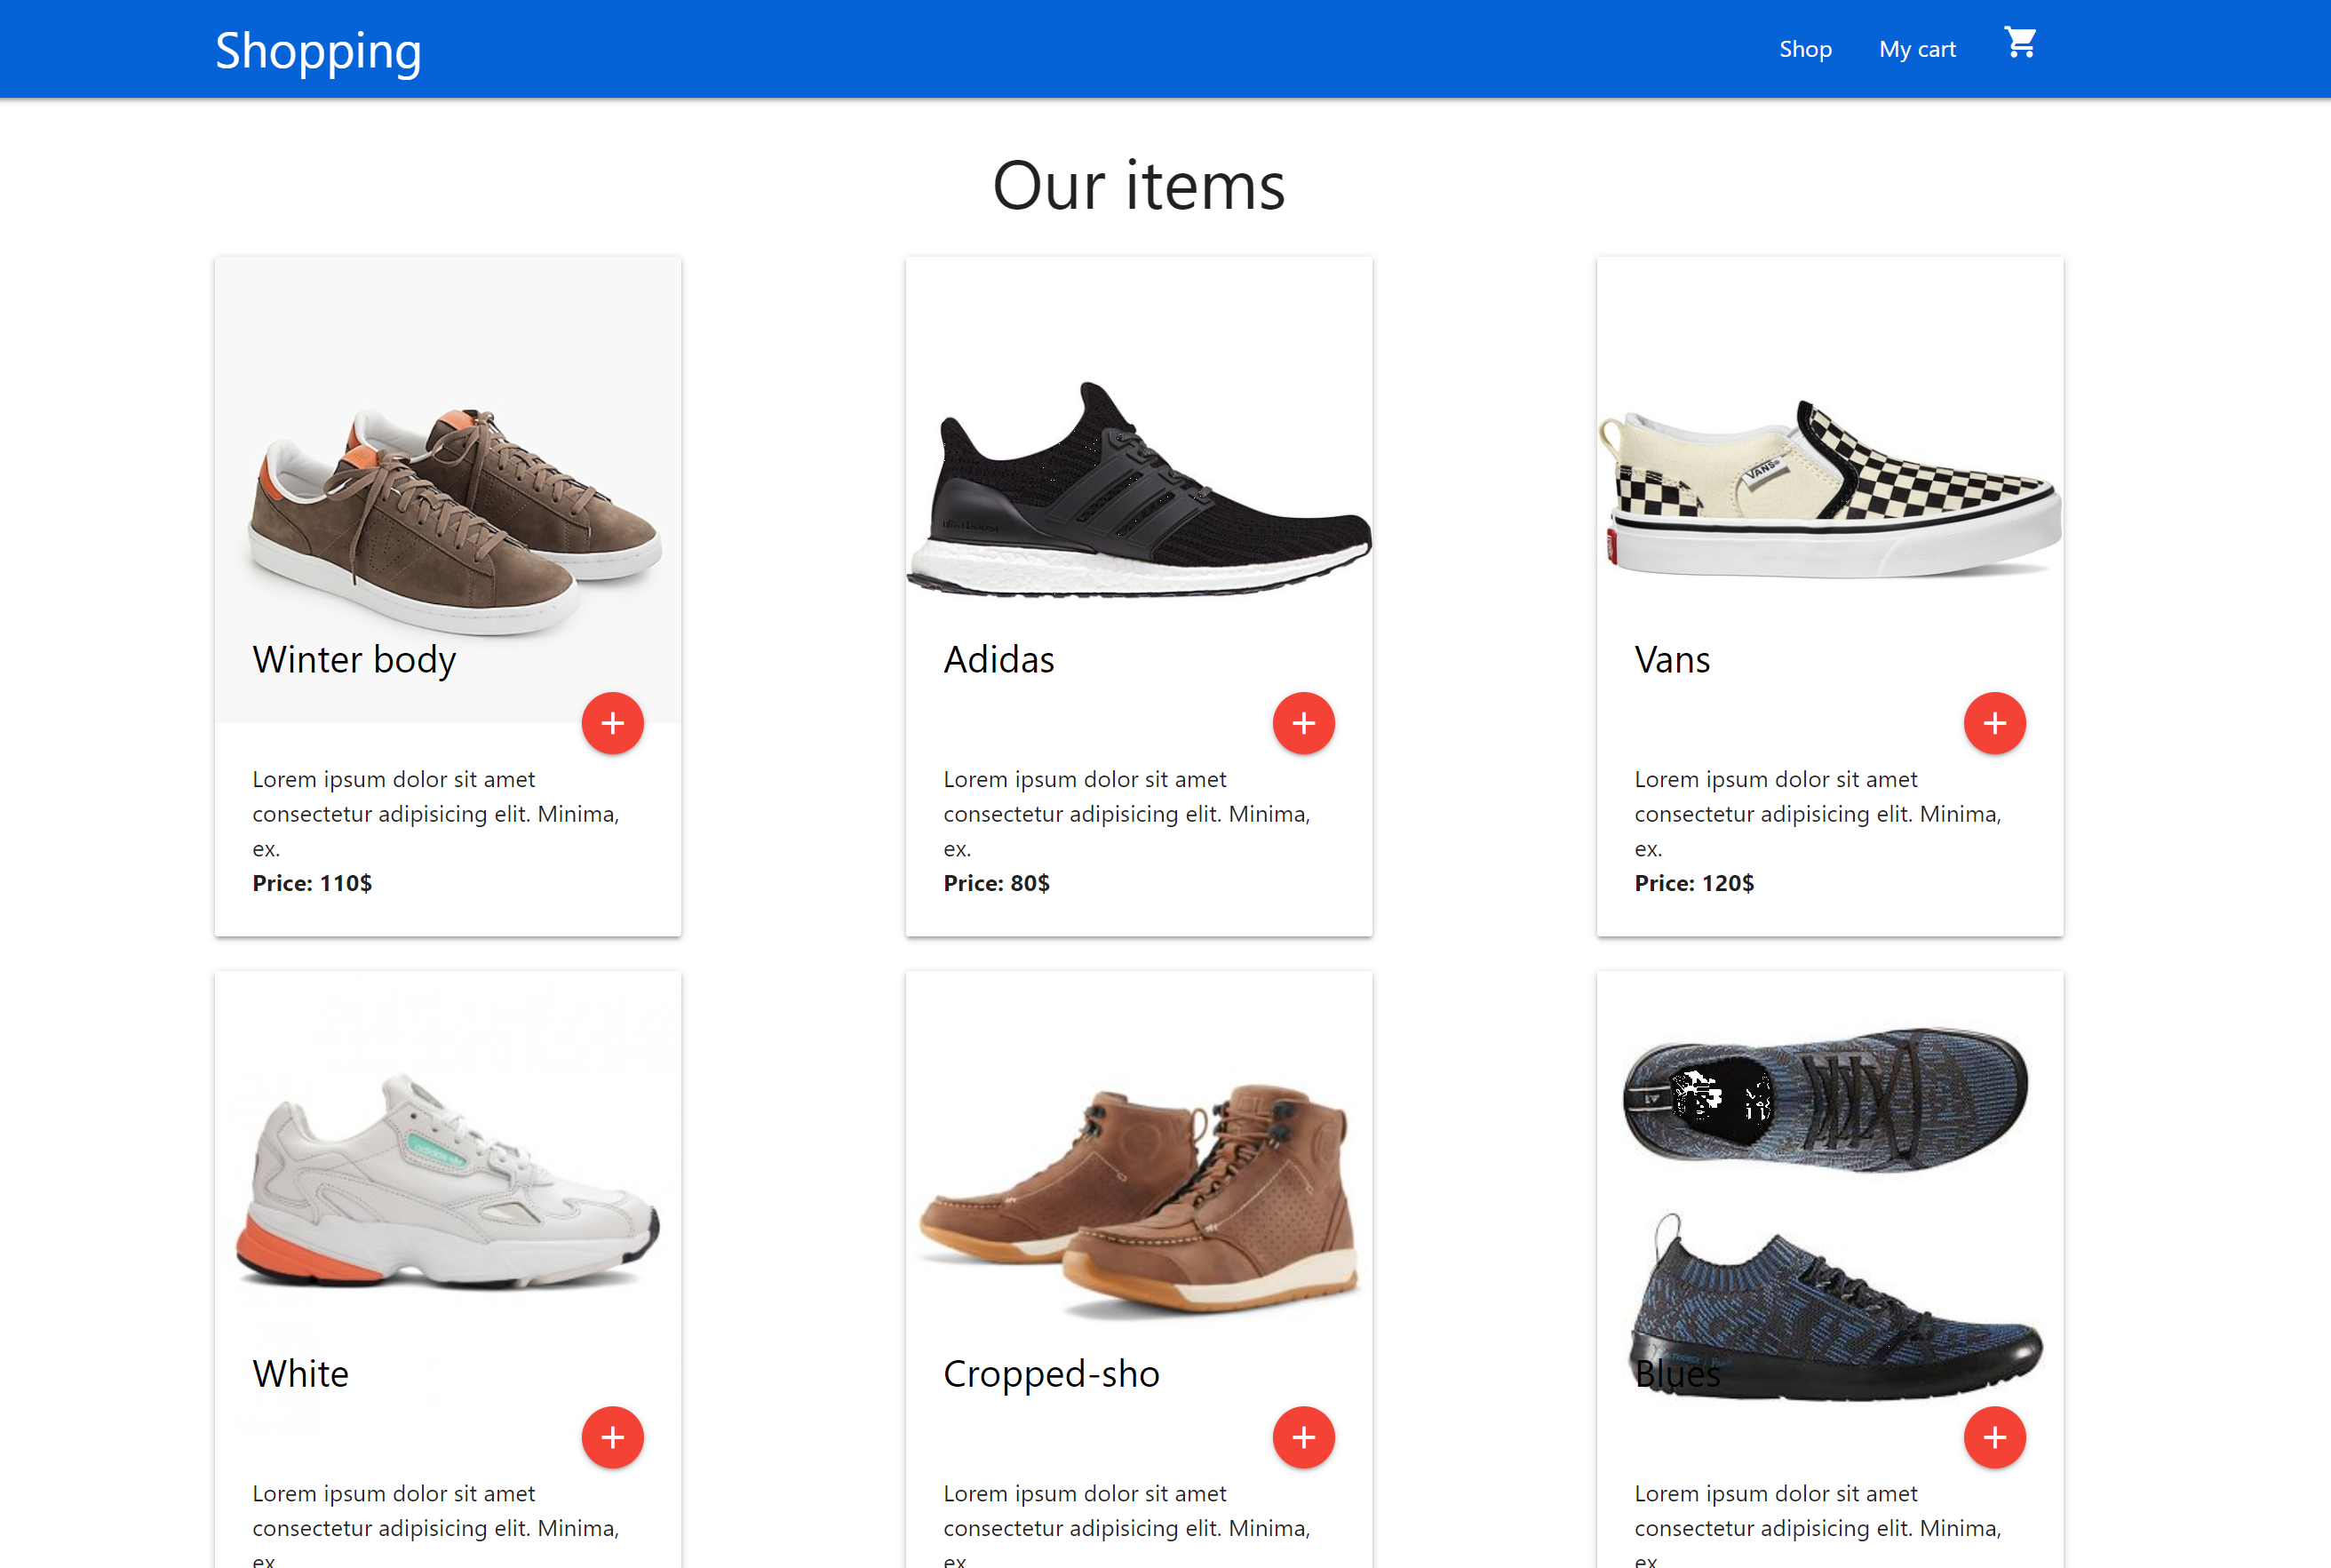 Shopping
Shop
My cart
Our items
VANS
ultraboost
Winter body
Adidas
Vans
Lorem ipsum dolor sit amet
consectetur adipisicing elit. Minima,
ex.
Price: 110$
Lorem ipsum dolor sit amet
consectetur adipisicing elit. Minima,
ex.
Price: 80$
Lorem ipsum dolor sit amet
consectetur adipisicing elit. Minima,
ex.
Price: 120$
White
Cropped-sho
Blues
Lorem ipsum dolor sit amet
consectetur adipisicing elit. Minima,
ex
Lorem ipsum dolor sit amet
consectetur adipisicing elit. Minima,
ex
Lorem ipsum dolor sit amet
consectetur adipisicing elit. Minima,
ex